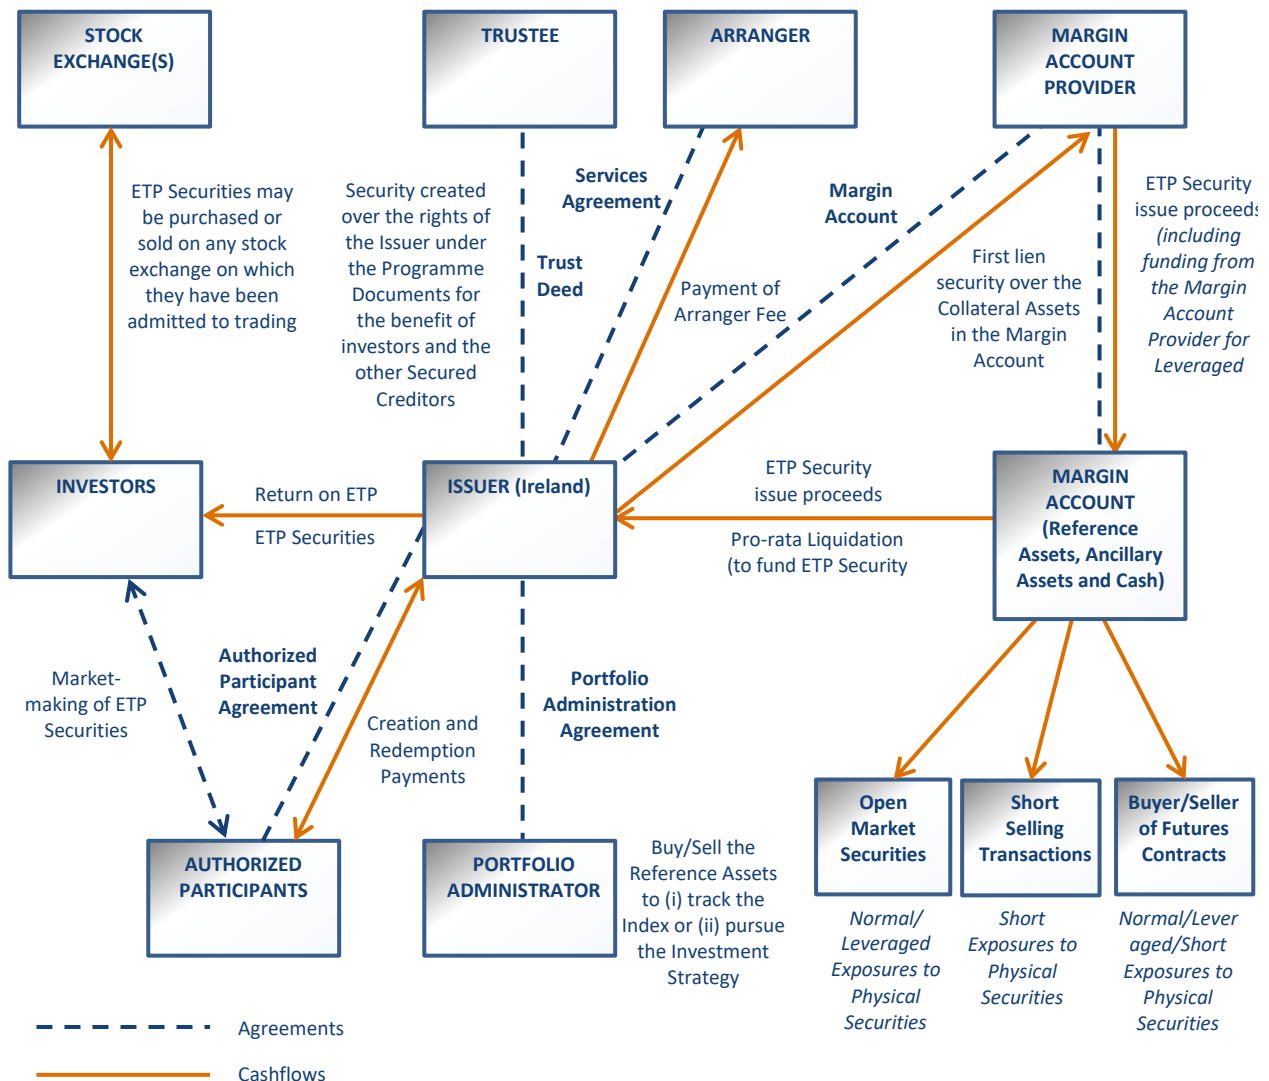 STOCK
EXCHANGE(S)
TRUSTEE
ARRANGER
MARGIN
ACCOUNT
PROVIDER
ETP Securities may
be purchased or
sold on any stock
exchange on which
they have been
admitted to trading
Security created
over the rights of
the Issuer under
the Programme
Documents for
the benefit of
investors and the
other Secured
Creditors
Trust
Deed
Services
Agreement
Payment of
Arranger Fee
Margin
Account
First lien
security over the
Collateral Assets
in the Margin
Account
ETP Security
issue proceeds
(including
funding from
the Margin
Account
Provider for
Leveraged
INVESTORS
Return on ETP
ETP Securities
ISSUER (Ireland)
ETP Security
issue proceeds
Pro-rata Liquidation
(to fund ETP Security
MARGIN
ACCOUNT
(Reference
Assets, Ancillary
Assets and Cash)
Market-
making of ETP
Securities
Authorized
Participant
Agreement
Creation and
Redemption
Payments
Portfolio
Administration
Agreement
AUTHORIZED
PARTICIPANTS
PORTFOLIO
ADMINISTRATOR
Buy/Sell the
Reference Assets
to (i) track the
Index or (ii) pursue
the Investment
Strategy
Open
Market
Securities
Short
Selling
Transactions
Buyer/Seller
of Futures
Contracts
Normal/
Leveraged
Exposures to
Physical
Securities
Short
Exposures to
Physical
Securities
Normal/Lever
aged/Short
Exposures to
Physical
Securities
Agreements
Cashflows